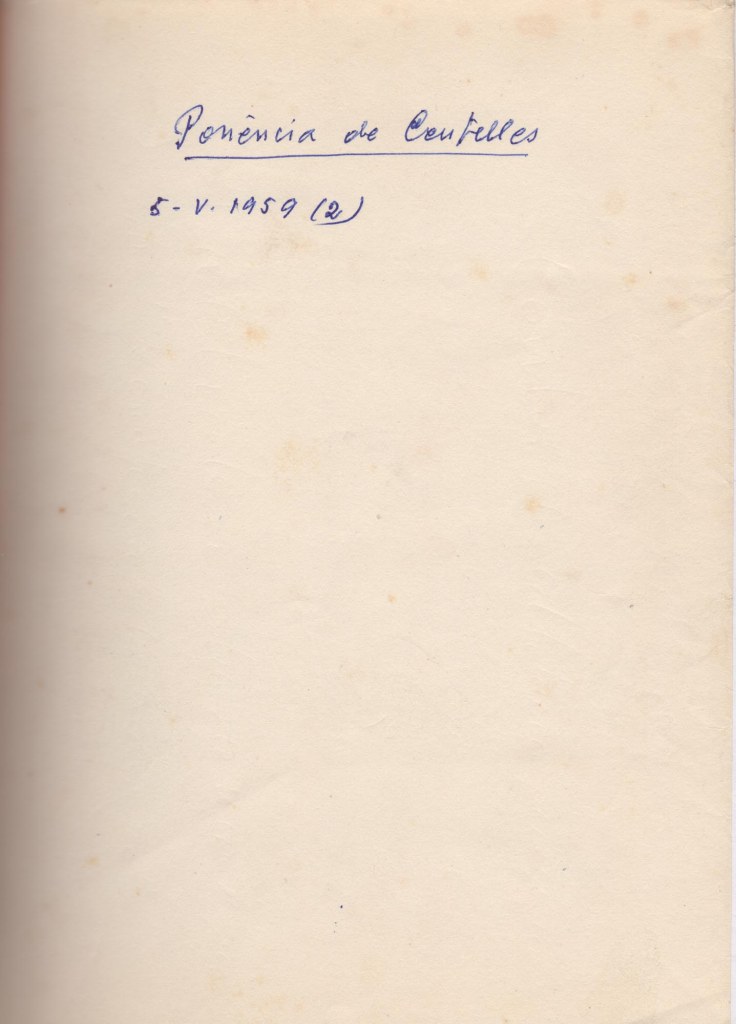 Ponència de Centelles
5-V.1959 (2)